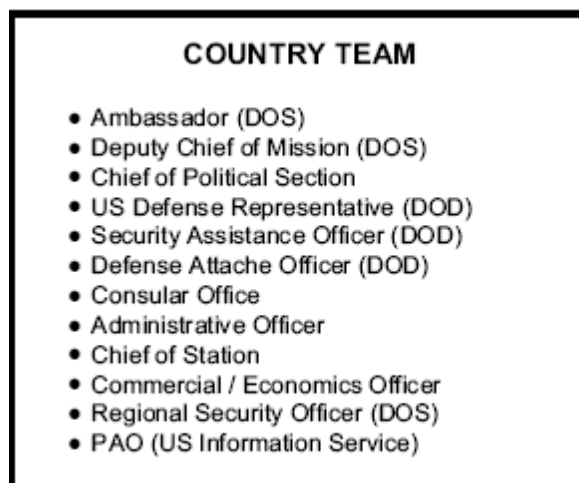 COUNTRY TEAM
● Ambassador (DOS)
● Deputy Chief of Mission (DOS)
● Chief of Political Section
● US Defense Representative (DOD)
● Security Assistance Officer (DOD)
● Defense Attache Officer (DOD)
● Consular Office
● Administrative Officer
● Chief of Station
● Commercial / Economics Officer
● Regional Security Officer (DOS)
● PAO (US Information Service)